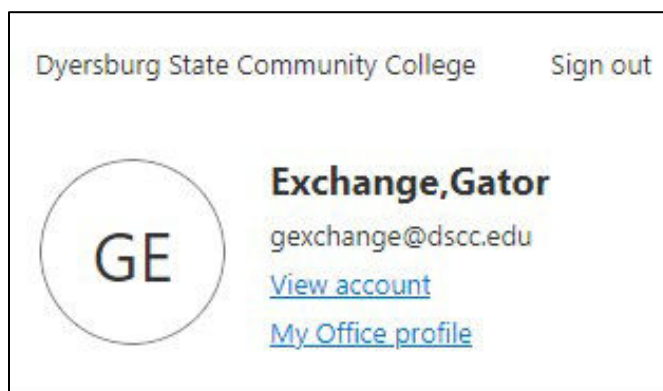 Dyersburg State Community College Sign out
GE
Exchange,Gator
gexchange@dscc.edu
View account
My Office profile